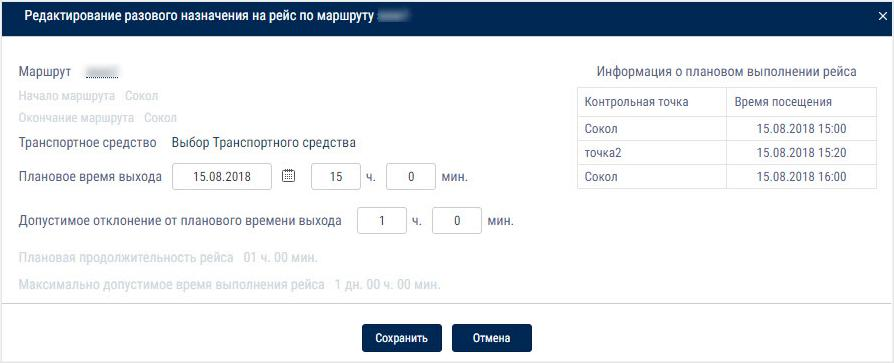 Редактирование разового назначения на рейс по маршруту
Маршрут
Начало маршрута Сокол
Окончание маршрута Сокол
Транспортное средство Выбор Транспортного средства
Плановое время выхода 15.08.2018 15 ч. 0 мин.
Допустимое отклонение от планового времени выхода 1 ч. 0 мин.
Плановая продолжительность рейса 01 ч. 00 мин.
Максимально допустимое время выполнения рейса 1 дн. 00 ч. 00 мин.
Информация о плановом выполнении рейса
Контрольная точка Время посещения
Сокол 15.08.2018 15:00
точка2 15.08.2018 15:20
Сокол 15.08.2018 16:00
Сохранить Отмена